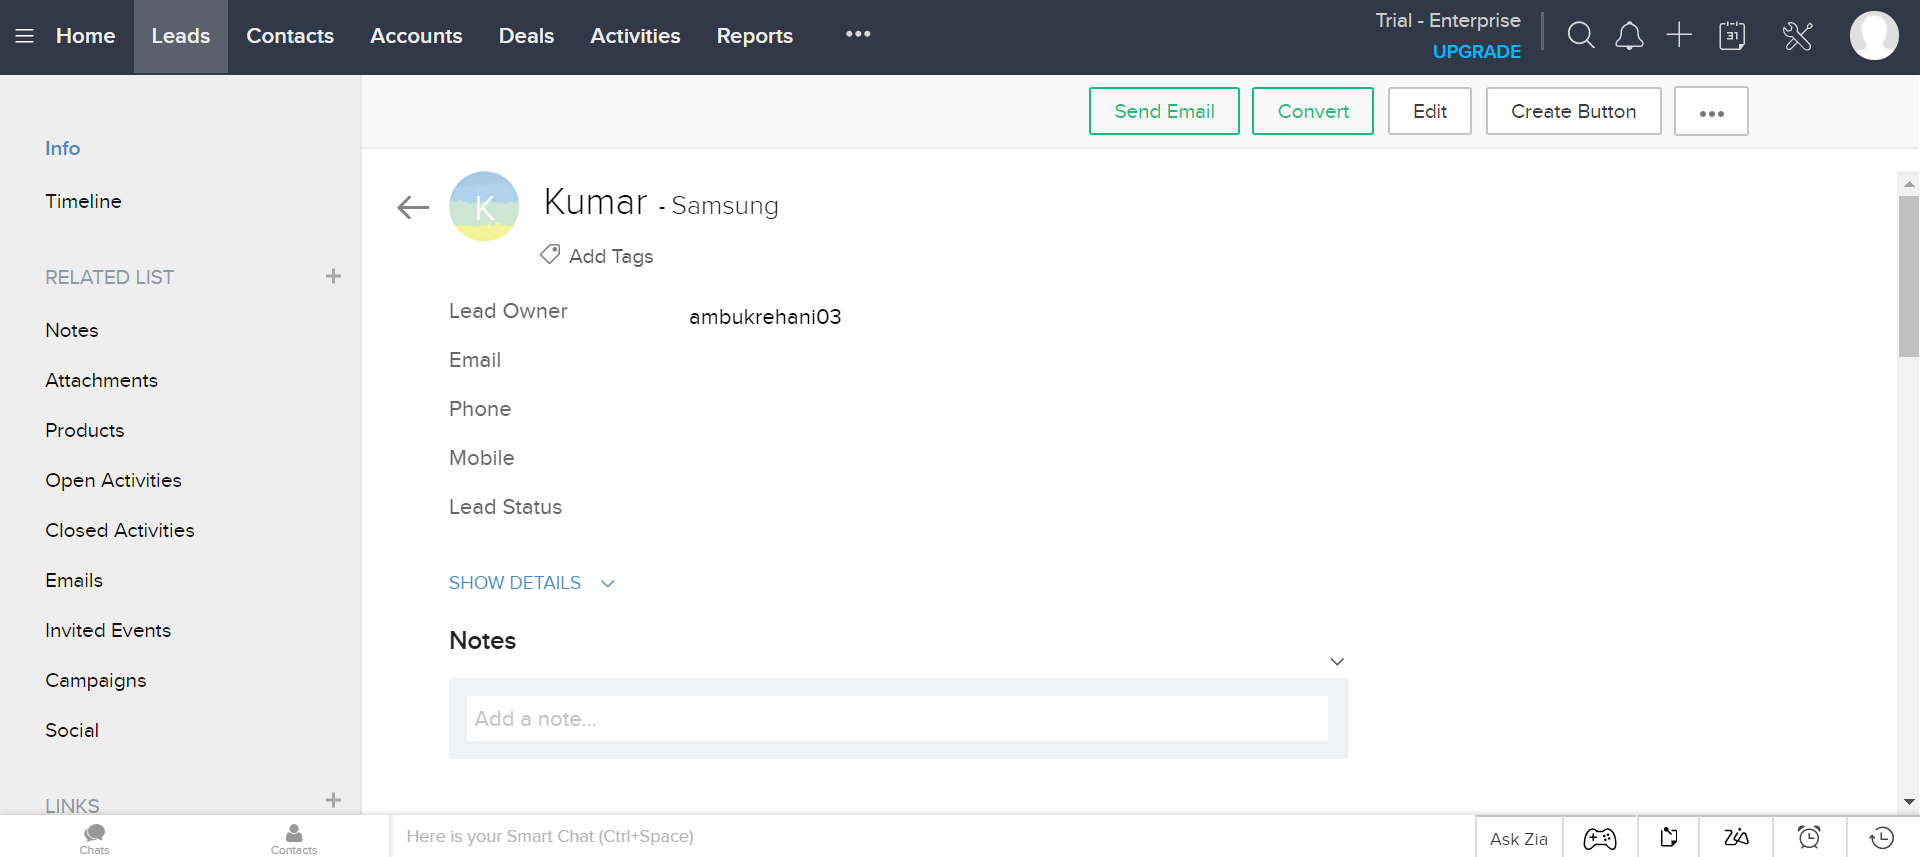 Home Leads Contacts Accounts Deals Activities Reports
Trial - Enterprise
UPGRADE
31
Send Email Convert Edit Create Button
Info
Timeline
RELATED LIST
Notes
Attachments
Products
Open Activities
Closed Activities
Emails
Invited Events
Campaigns
Social
LINKS
K
Kumar - Samsung
Add Tags
Lead Owner ambukrehani03
Email
Phone
Mobile
Lead Status
SHOW DETAILS
Notes
Add a note...
Chats
Contacts
Here is your Smart Chat (Ctrl+Space)
Ask Zia